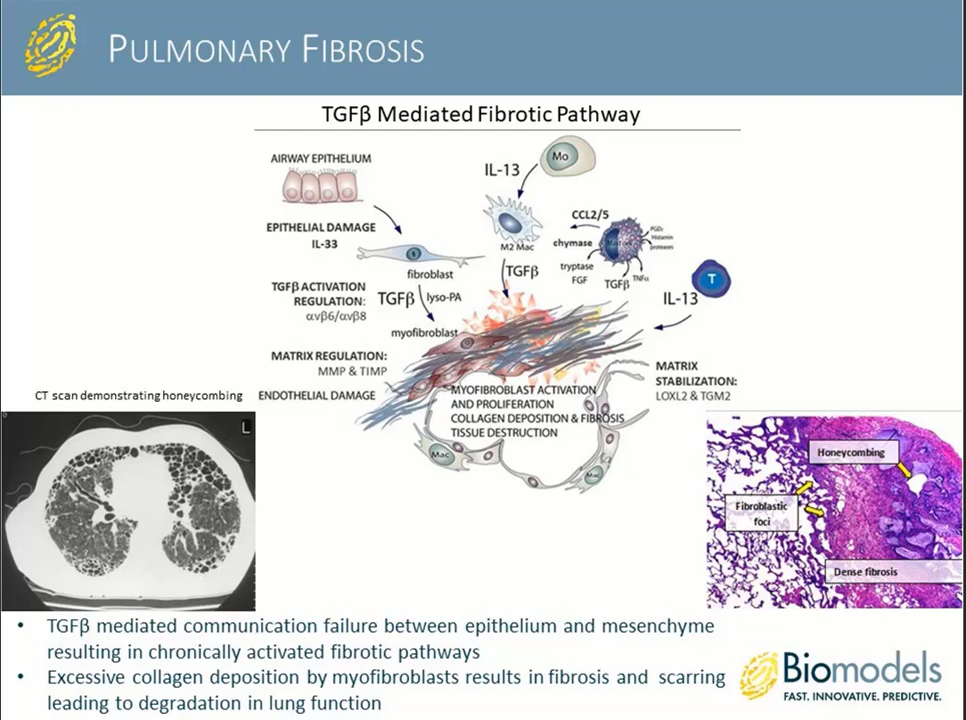 PULMONARY FIBROSIS
TGFβ Mediated Fibrotic Pathway
AIRWAY EPITHELIUM
IL-13
Mo
EPITHELIAL DAMAGE
IL-33
M2 Mac
CCL2/5
chymase
tryptase
FGF
TGFβ
TNFα
PGD₂
Histamin
proteases
fibroblast
TGFβ ACTIVATION
REGULATION:
αvβ6/αvβ8
TGFβ
lyso-PA
TGFβ
IL-13
T
myofibroblast
MATRIX REGULATION:
MMP & TIMP
ENDOTHELIAL DAMAGE
MATRIX
STABILIZATION:
LOXL2 & TGM2
MYOFIBROBLAST ACTIVATION
AND PROLIFERATION
COLLAGEN DEPOSITION & FIBROSIS
TISSUE DESTRUCTION
Mac
Mac
CT scan demonstrating honeycombing
L
Honeycombing
Fibroblastic
foci
Dense fibrosis
• TGFβ mediated communication failure between epithelium and mesenchyme
resulting in chronically activated fibrotic pathways
• Excessive collagen deposition by myofibroblasts results in fibrosis and scarring
leading to degradation in lung function
Biomodels
FAST. INNOVATIVE. PREDICTIVE.